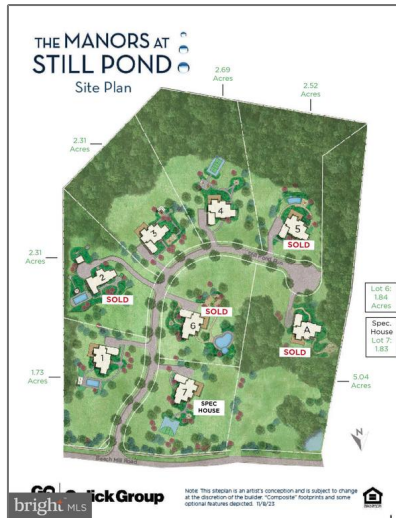 THE MANORS AT
STILL POND
Site Plan
2.69
Acres
2.52
Acres
2.31
Acres
2.31
Acres
1.73
Acres
5.04
Acres
4
5
SOLD
3
2
SOLD
6
SOLD
A
SOLD
1
7
SPEC
HOUSE
Lot 6:
1.84
Acres
Spec.
House
Lot 7:
1.83
N
Note: This siteplan is an artist's conception and is subject to change
at the discretion of the builder. "Composite" footprints and some
optional features depicted. 11/8/23
Group
bright MLS